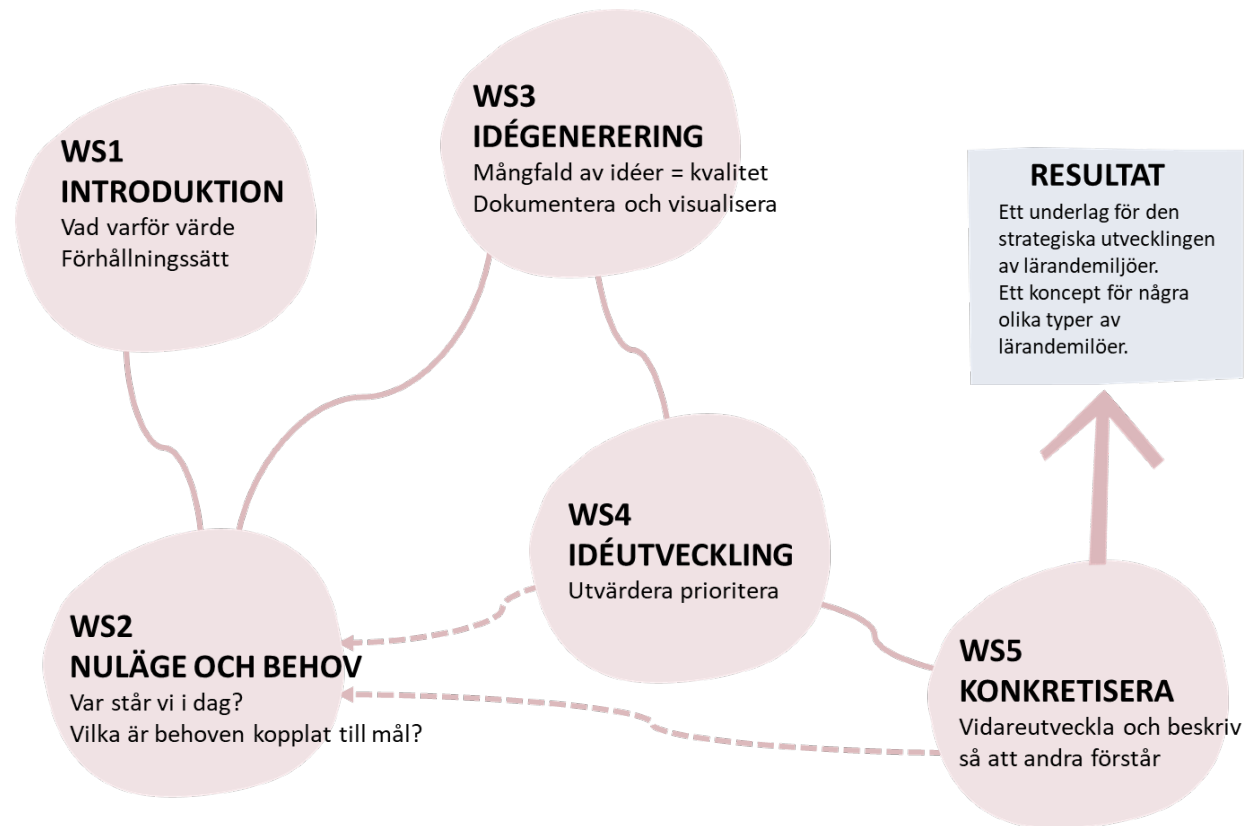 WS1
INTRODUKTION
Vad varför värde
Förhållningssätt
WS2
NULÄGE OCH BEHOV
Var står vi i dag?
Vilka är behoven kopplat till mål?
WS3
IDÉGENERERING
Mångfald av idéer = kvalitet
Dokumentera och visualisera
WS4
IDÉUTVECKLING
Utvärdera prioritera
WS5
KONKRETISERA
Vidareutveckla och beskriv
så att andra förstår
RESULTAT
Ett underlag för den
strategiska utvecklingen
av lärandemiljöer.
Ett koncept för några
olika typer av
lärandemilöer.